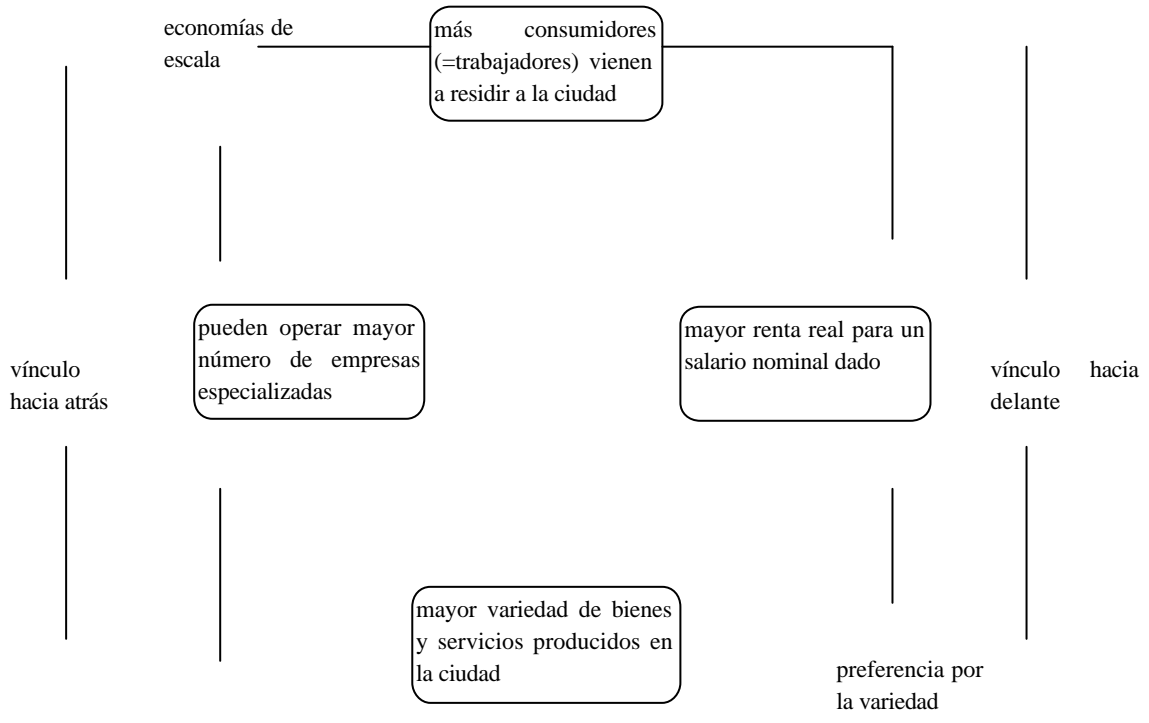 economías de
escala
más consumidores
(=trabajadores) vienen
a residir a la ciudad
pueden operar mayor
número de empresas
especializadas
mayor renta real para un
salario nominal dado
vínculo
hacia atrás
vínculo hacia
delante
mayor variedad de bienes
y servicios producidos en
la ciudad
preferencia por
la variedad